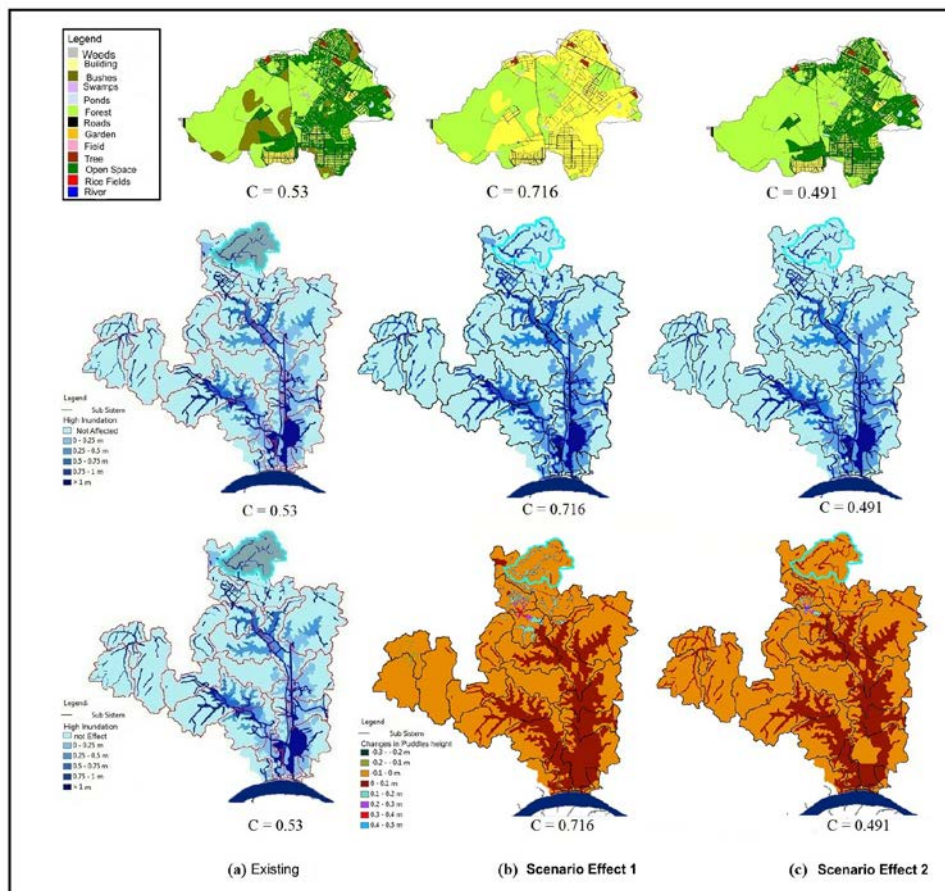 Legend
Woods
Building
Bushes
Swamps
Ponds
Forest
Roads
Garden
Field
Tree
Open Space
Rice Fields
River
C = 0.53
C = 0.716
C = 0.491
Legend
Sub Sistem
High Inundation
Not Affected
0 - 0.25 m
0.25 - 0.5 m
0.5 - 0.75 m
0.75 - 1 m
> 1 m
C = 0.53
C = 0.716
C = 0.491
Legend
Sub Sistem
High Inundation
not Effect
0 - 0.25 m
0.25 - 0.5 m
0.5 - 0.75 m
0.75 - 1 m
> 1 m
Legend
Sub Sistem
Changes in Puddles height
-0.3 - -0.2 m
-0.2 - -0.1 m
-0.1 - 0 m
0 - 0.1 m
0.1 - 0.2 m
0.2 - 0.3 m
0.3 - 0.4 m
0.4 - 0.5 m
C = 0.53
C = 0.716
C = 0.491
(a) Existing
(b) Scenario Effect 1
(c) Scenario Effect 2